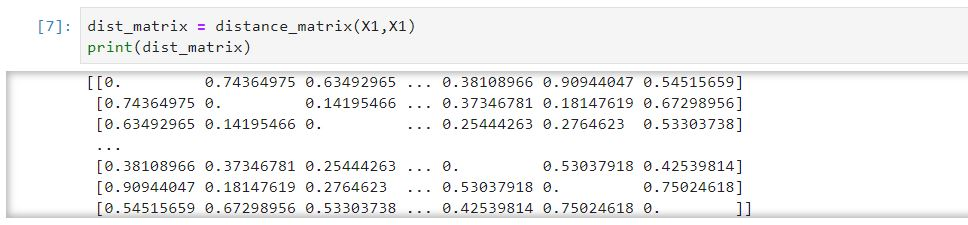 [7]: dist_matrix = distance_matrix(X1,X1)
print(dist_matrix)
[[0.         0.74364975 0.63492965 ... 0.38108966 0.90944047 0.54515659]
 [0.74364975 0.         0.14195466 ... 0.37346781 0.18147619 0.67298956]
 [0.63492965 0.14195466 0.         ... 0.25444263 0.2764623  0.53303738]
 ...
 [0.38108966 0.37346781 0.25444263 ... 0.         0.53037918 0.42539814]
 [0.90944047 0.18147619 0.2764623  ... 0.53037918 0.         0.75024618]
 [0.54515659 0.67298956 0.53303738 ... 0.42539814 0.75024618 0.        ]]